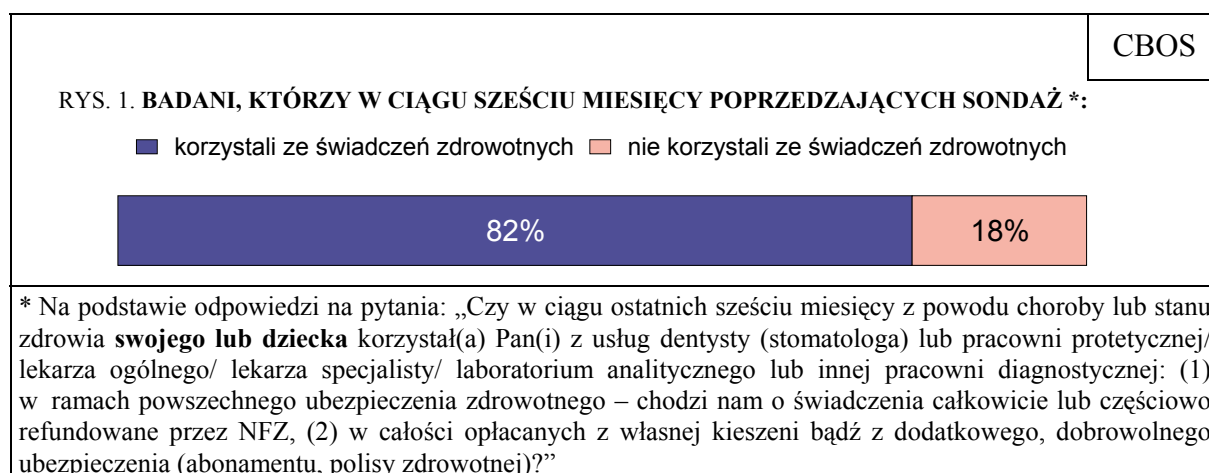 CBOS
RYS. 1. BADANI, KTÓRZY W CIĄGU SZEŚCIU MIESIĘCY POPRZEDZAJĄCYCH SONDAŻ *:
korzystali ze świadczeń zdrowotnych nie korzystali ze świadczeń zdrowotnych
82% 18%
* Na podstawie odpowiedzi na pytania: „Czy w ciągu ostatnich sześciu miesięcy z powodu choroby lub stanu
zdrowia swojego lub dziecka korzystał(a) Pan(i) z usług dentysty (stomatologa) lub pracowni protetycznej/
lekarza ogólnego/ lekarza specjalisty/ laboratorium analitycznego lub innej pracowni diagnostycznej: (1)
w ramach powszechnego ubezpieczenia zdrowotnego – chodzi nam o świadczenia całkowicie lub częściowo
refundowane przez NFZ, (2) w całości opłacanych z własnej kieszeni bądź z dodatkowego, dobrowolnego
ubezpieczenia (abonamentu, polisy zdrowotnej)?”